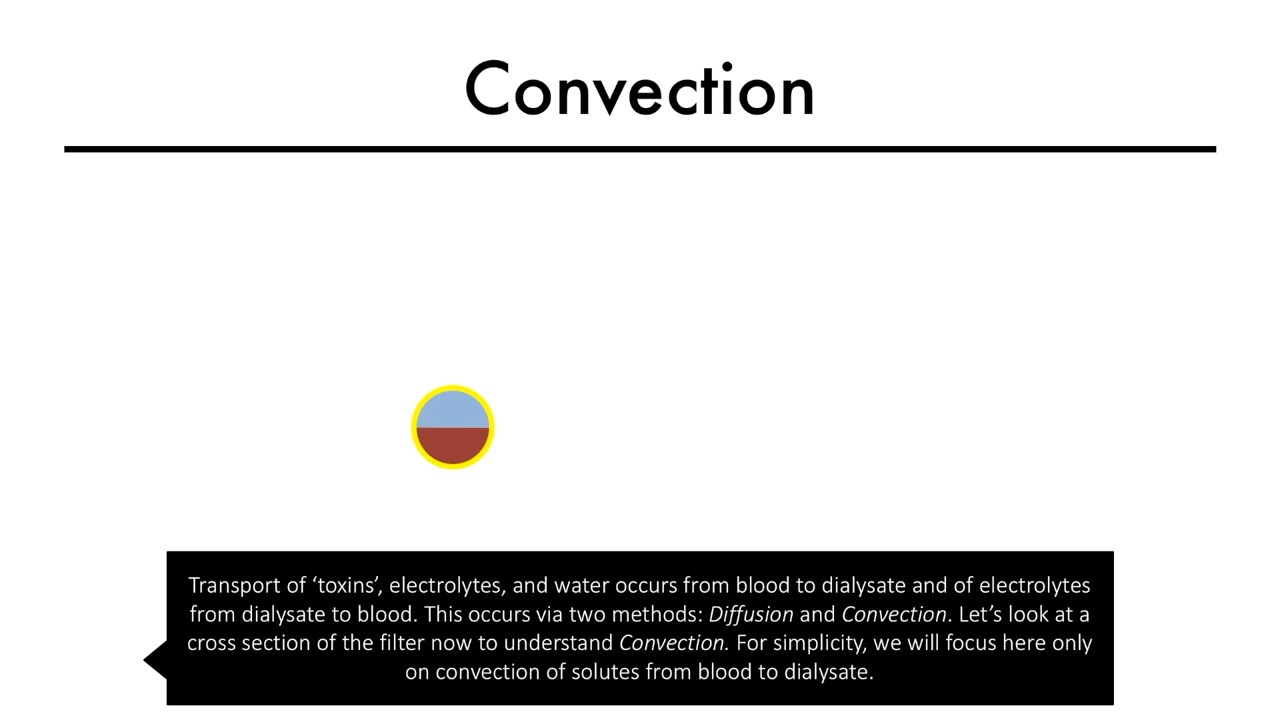 Convection
Transport of ‘toxins’, electrolytes, and water occurs from blood to dialysate and of electrolytes
from dialysate to blood. This occurs via two methods: Diffusion and Convection. Let’s look at a
cross section of the filter now to understand Convection. For simplicity, we will focus here only
on convection of solutes from blood to dialysate.